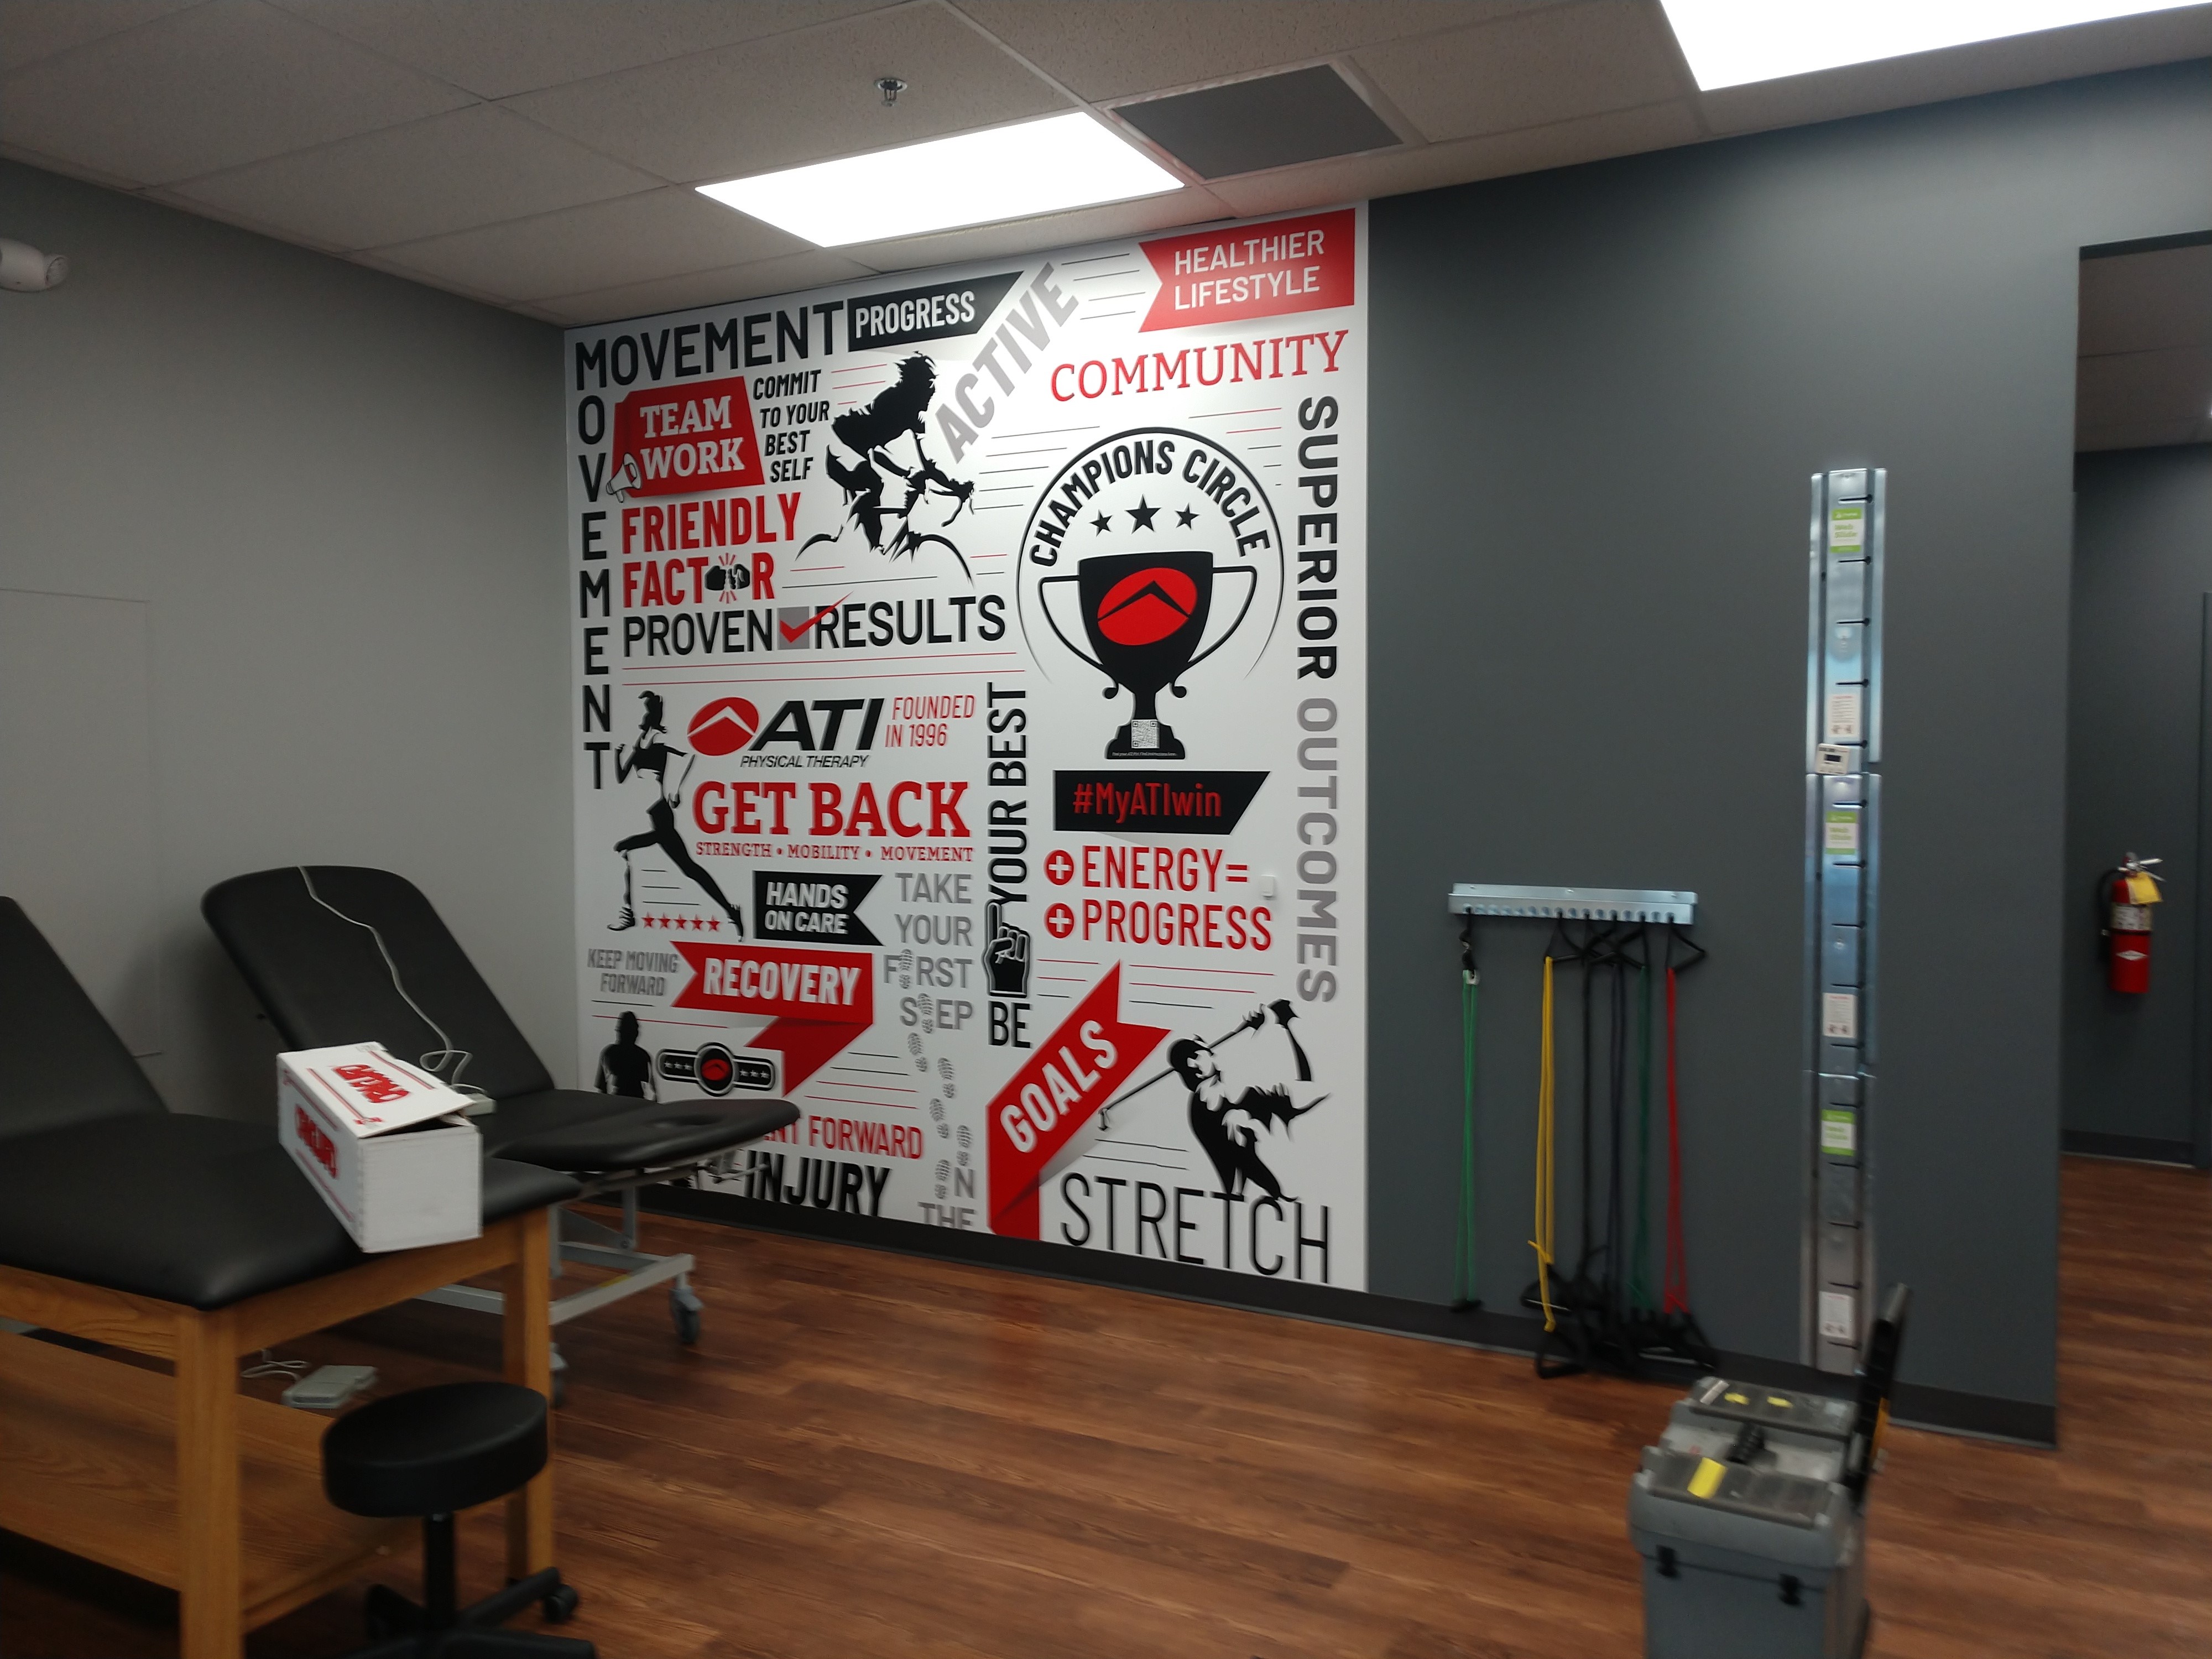 HEALTHIER
LIFESTYLE
MOVEMENT
PROGRESS
ACTIVE
COMMUNITY
MOVEMENT
TEAM
WORK
COMMIT
TO YOUR
BEST
SELF
FRIENDLY
FACTOR
PROVEN RESULTS
CHAMPIONS CIRCLE
SUPERIOR OUTCOMES
ATI
PHYSICAL THERAPY
FOUNDED
IN 1996
GET BACK
STRENGTH • MOBILITY • MOVEMENT
BE YOUR BEST
#MyATIwin
+ ENERGY=
+ PROGRESS
HANDS
ON CARE
TAKE
YOUR
FIRST
STEP
KEEP MOVING
FORWARD
RECOVERY
GOALS
FORWARD
INJURY
THE
STRETCH